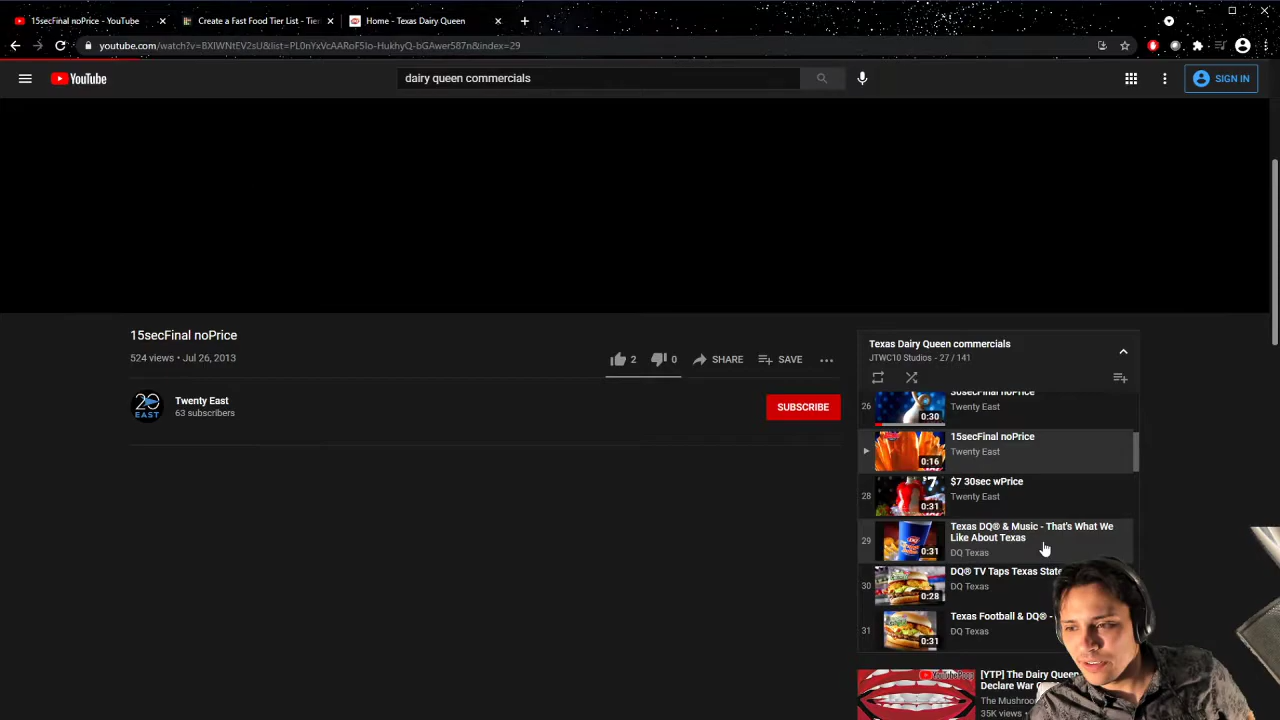 15secFinal noPrice - YouTube
Create a Fast Food Tier List - Tier
Home - Texas Dairy Queen
youtube.com/watch?v=BXIWNtEV2sU&list=PL0nYxVcAARoF5Io-HukhyQ-bGAwer587n&index=29
YouTube
dairy queen commercials
SIGN IN
15secFinal noPrice
524 views • Jul 26, 2013
2
0
SHARE
SAVE
20
EAST
Twenty East
63 subscribers
SUBSCRIBE
Texas Dairy Queen commercials
JTWC10 Studios - 27 / 141
26
0:30
30secFinal noPrice
Twenty East
0:16
15secFinal noPrice
Twenty East
28
$7
0:31
$7 30sec wPrice
Twenty East
29
0:31
Texas DQ® & Music - That's What We
Like About Texas
DQ Texas
30
0:28
DQ® TV Taps Texas State
DQ Texas
31
0:31
Texas Football & DQ® -
DQ Texas
[YTP] The Dairy Queen
Declare War
The Mushroom
35K views